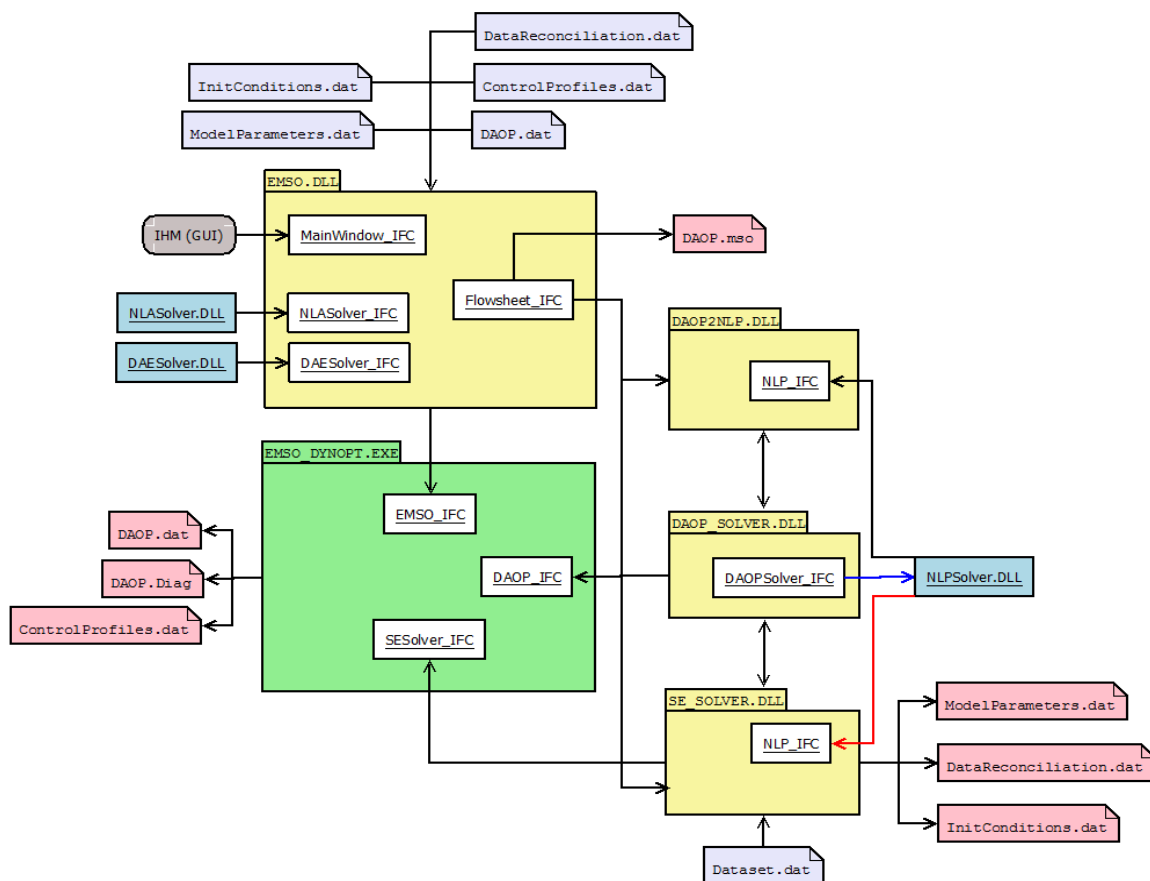 DataReconciliation.dat
InitConditions.dat
ControlProfiles.dat
ModelParameters.dat
DAOP.dat
EMSO.DLL
IHM (GUI)
MainWindow_IFC
DAOP.mso
Flowsheet_IFC
NLASolver.DLL
NLASolver_IFC
DAESolver.DLL
DAESolver_IFC
DAOP2NLP.DLL
NLP_IFC
EMSO_DYNOPT.EXE
EMSO_IFC
DAOP.dat
DAOP.Diag
ControlProfiles.dat
DAOP_IFC
SESolver_IFC
DAOP_SOLVER.DLL
DAOPSolver_IFC
NLPSolver.DLL
SE_SOLVER.DLL
NLP_IFC
ModelParameters.dat
DataReconciliation.dat
InitConditions.dat
Dataset.dat